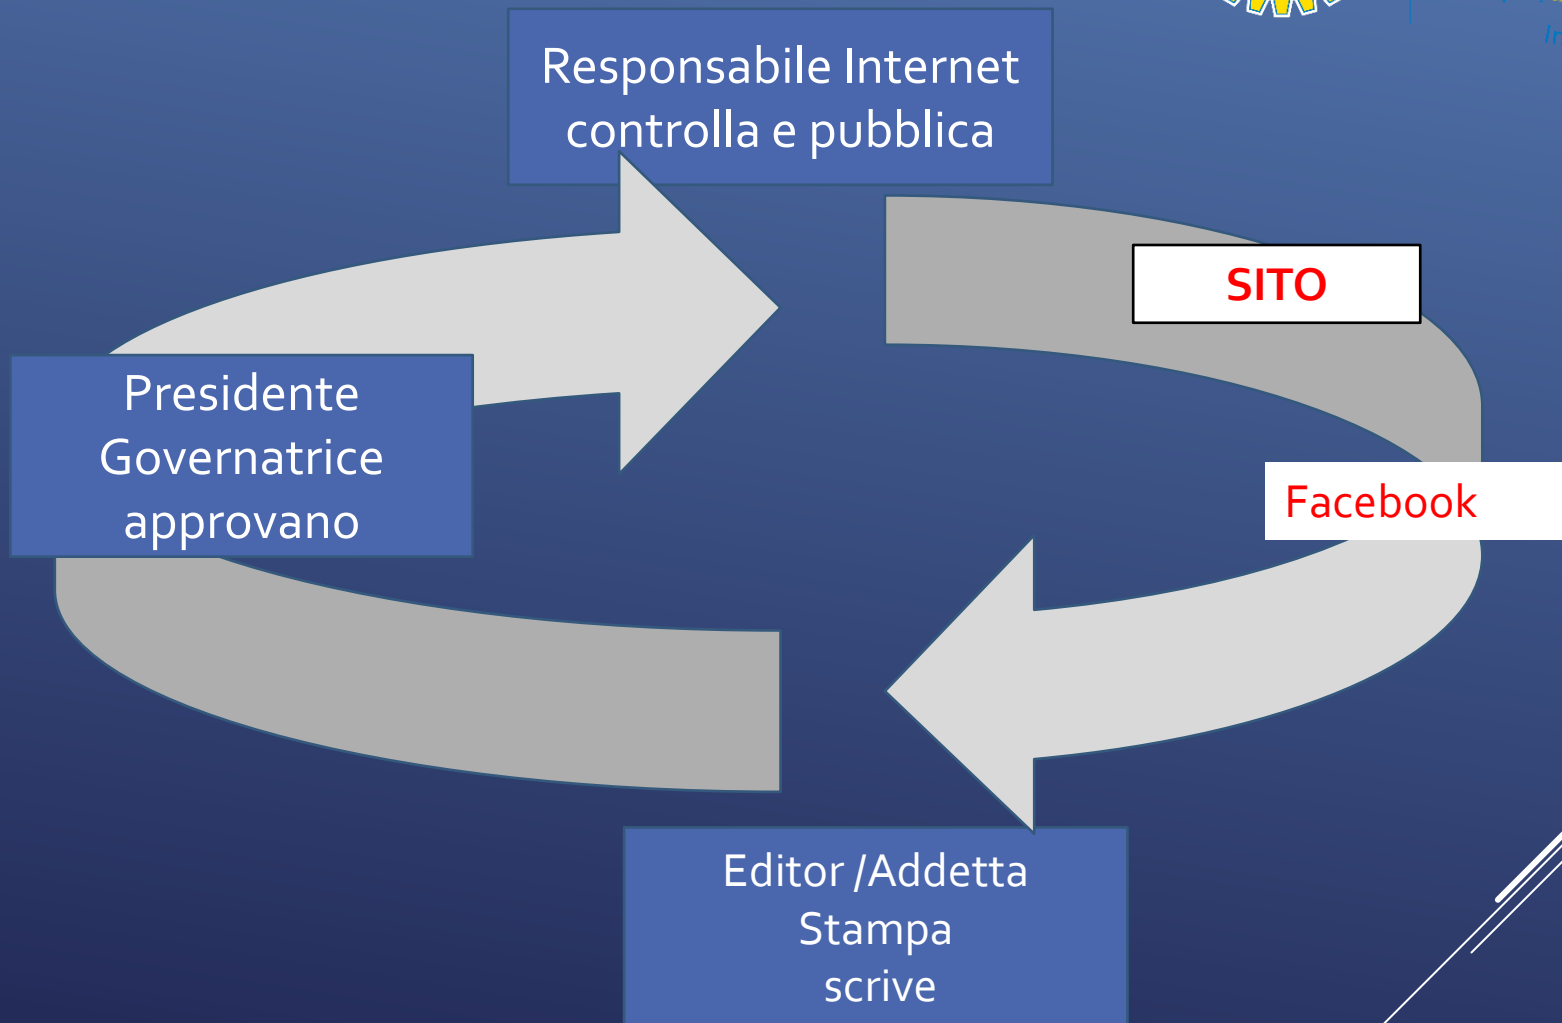 Responsabile Internet
controlla e pubblica
SITO
Presidente
Governatrice
approvano
Facebook
Editor /Addetta
Stampa
scrive